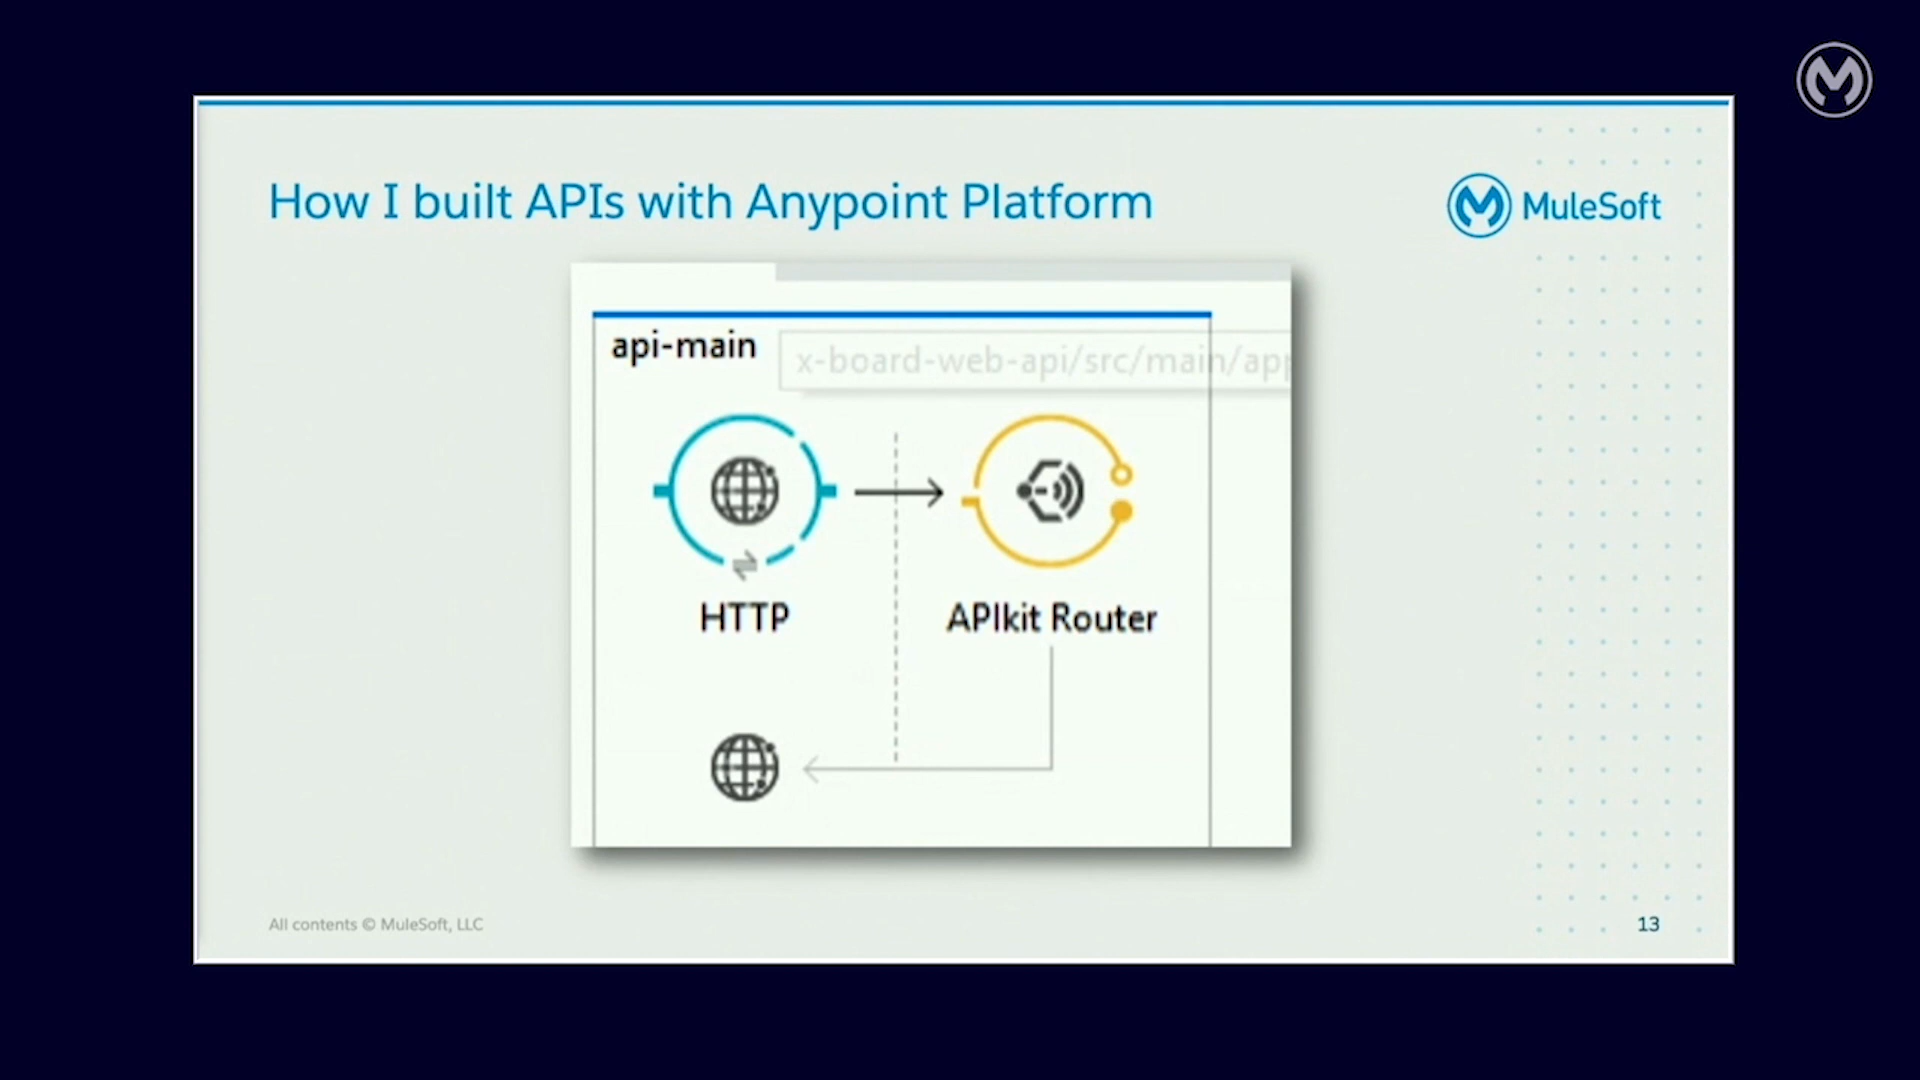 How I built APIs with Anypoint Platform
MuleSoft
api-main
x-board-web-api/src/main/app
HTTP
APIkit Router
All contents © MuleSoft, LLC
13